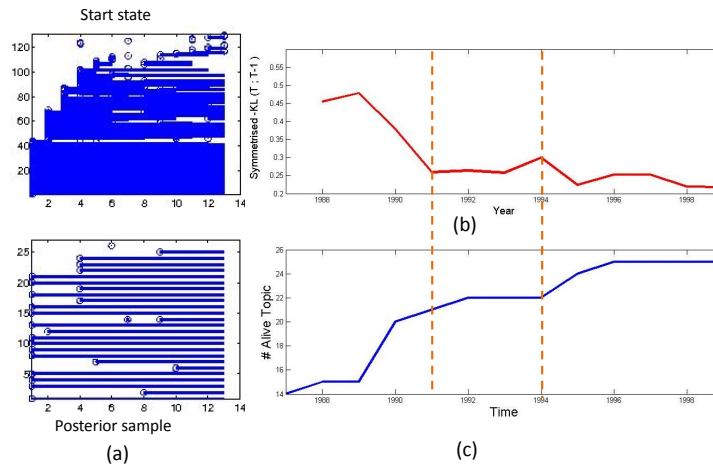 Start state
120
100
80
60
40
20
2 4 6 8 10 12 14
25
20
15
10
5
2 4 6 8 10 12 14
Posterior sample
(a)
Symmetrised -KL (T ; T-1)
0.55
0.5
0.45
0.4
0.35
0.3
0.25
0.2
1988 1990 1992 1994 1996 1998
Year
(b)
# Alive Topic
26
24
22
20
18
16
14
1988 1990 1992 1994 1996 1998
Time
(c)